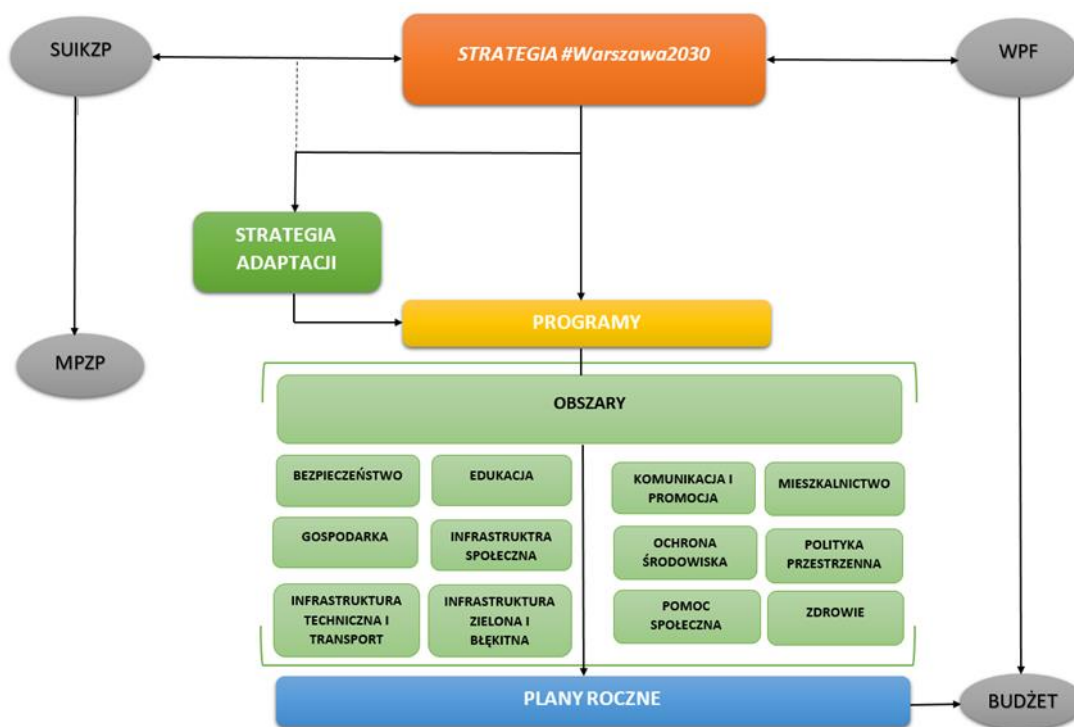 SUIKZP
STRATEGIA #Warszawa2030
WPF
STRATEGIA
ADAPTACJI
PROGRAMY
MPZP
OBSZARY
BEZPIECZEŃSTWO
EDUKACJA
KOMUNIKACJA I
PROMOCJA
MIESZKALNICTWO
GOSPODARKA
INFRASTRUKTRA
SPOŁECZNA
OCHRONA
ŚRODOWISKA
POLITYKA
PRZESTRZENNA
INFRASTRUKTURA
TECHNICZNA I
TRANSPORT
INFRASTRUKTURA
ZIELONA I
BŁĘKITNA
POMOC
SPOŁECZNA
ZDROWIE
PLANY ROCZNE
BUDŻET